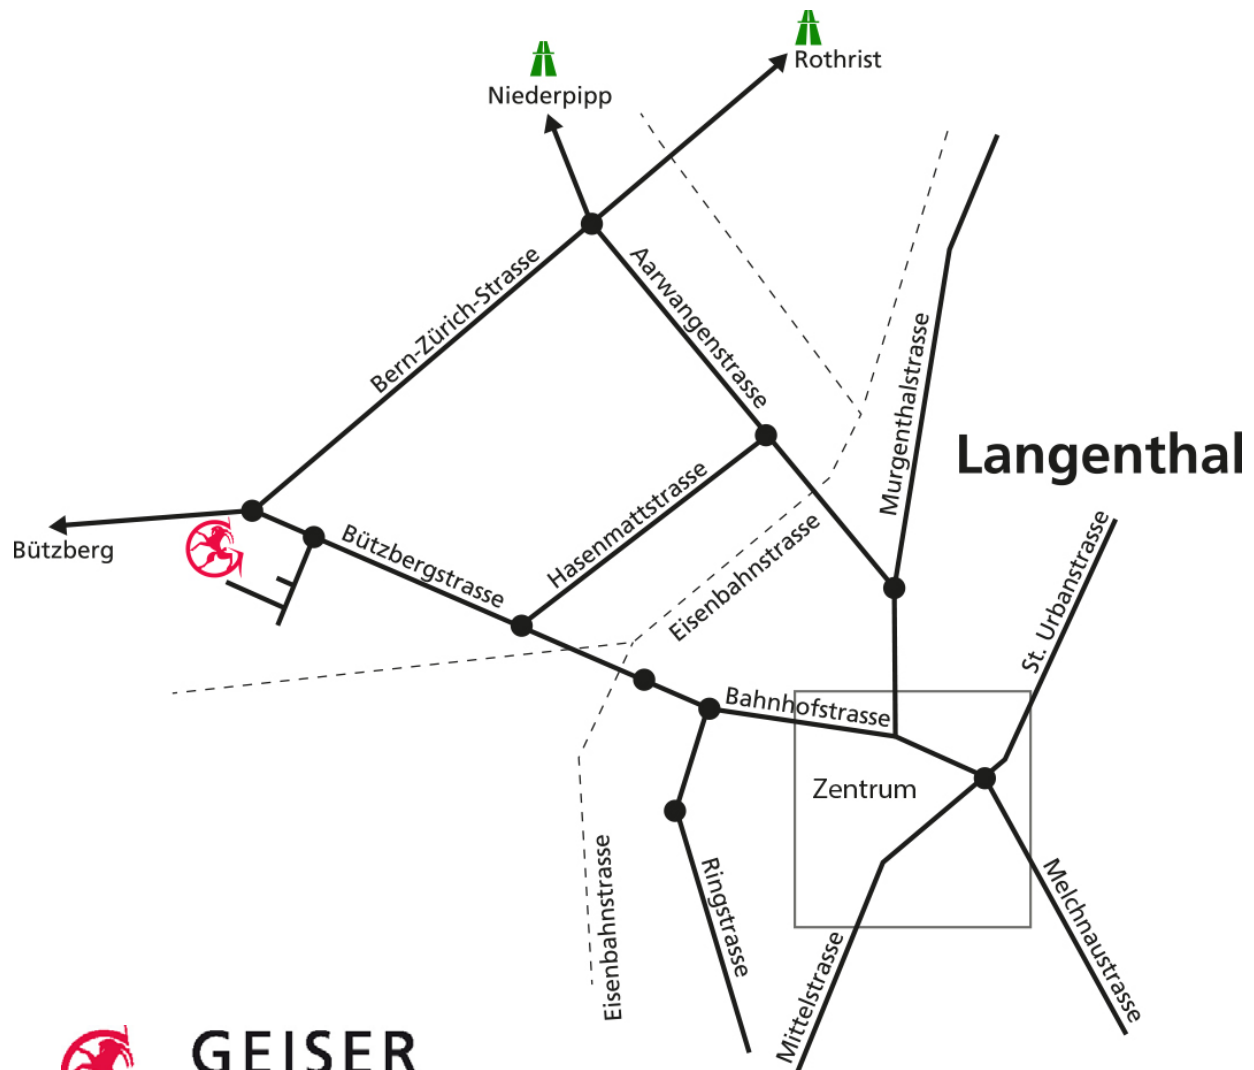 Rothrist
Niederpipp
Bern-Zürich-Strasse
Aarwangenstrasse
Murgenthalstrasse
Langenthal
Hasenmattstrasse
Bützberg
Bützbergstrasse
Eisenbahnstrasse
St. Urbanstrasse
Bahnhofstrasse
Zentrum
Eisenbahnstrasse
Ringstrasse
Melchnaustrasse
Mittelstrasse
GEISER